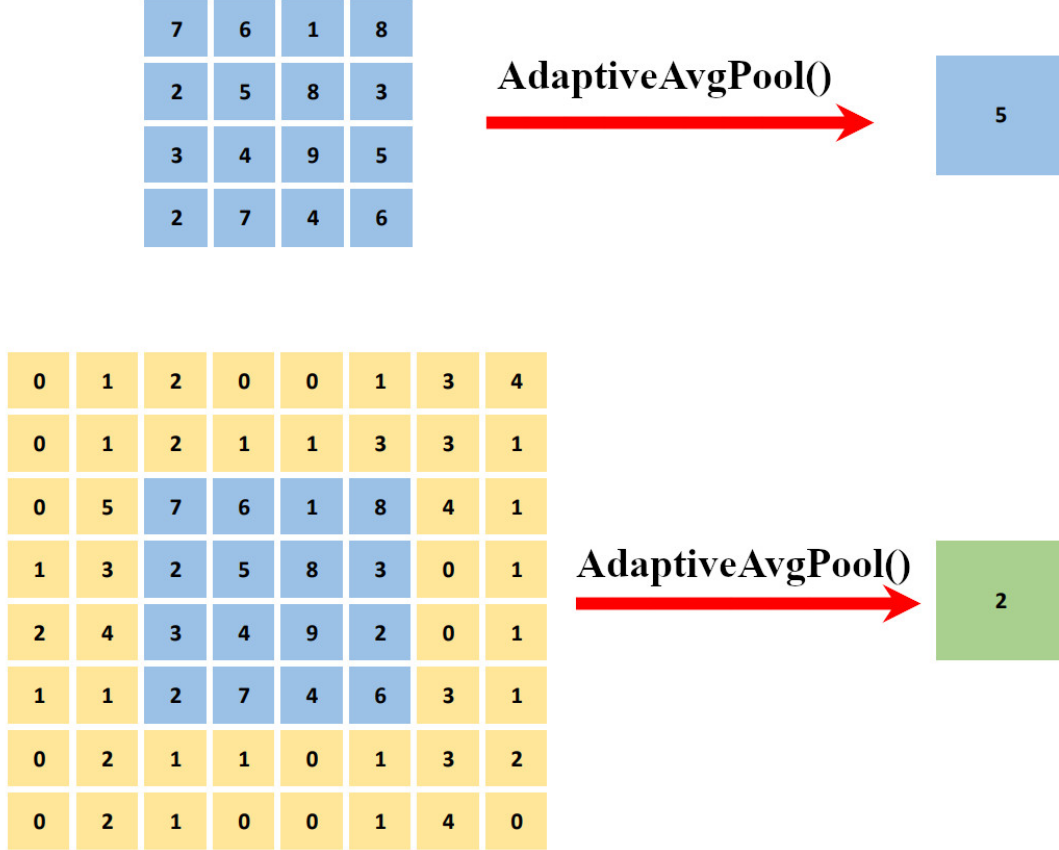 7 6 1 8
AdaptiveAvgPool()
2 5 8 3
5
3 4 9 5
2 7 4 6
0 1 2 0 0 1 3 4
0 1 2 1 1 3 3 1
0 5 7 6 1 8 4 1
1 3 2 5 8 3 0 1
AdaptiveAvgPool()
2
2 4 3 4 9 2 0 1
1 1 2 7 4 6 3 1
0 2 1 1 0 1 3 2
0 2 1 0 0 1 4 0